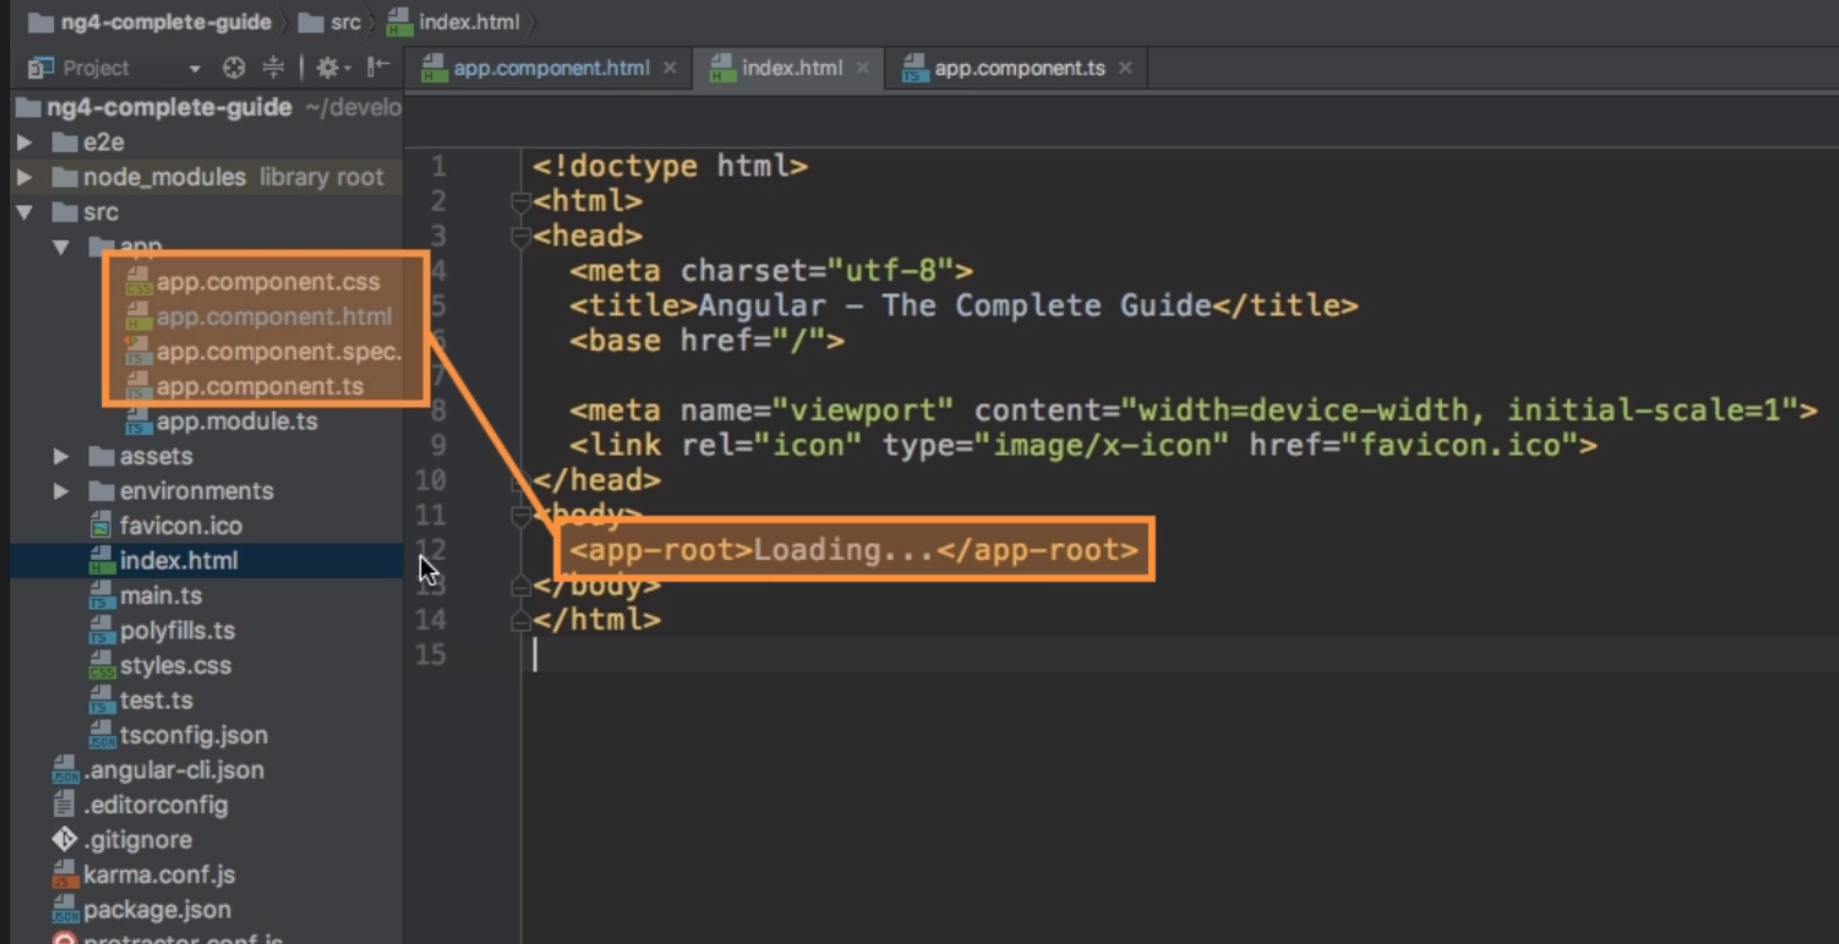 ng4-complete-guide src index.html
Project
app.component.html index.html app.component.ts
ng4-complete-guide ~/develo
e2e
node_modules library root
src
app
app.component.css
app.component.html
app.component.spec.
app.component.ts
app.module.ts
assets
environments
favicon.ico
index.html
main.ts
polyfills.ts
styles.css
test.ts
tsconfig.json
.angular-cli.json
.editorconfig
.gitignore
karma.conf.js
package.json
protractor.conf.js
1 <!doctype html>
2 <html>
3 <head>
4 <meta charset="utf-8">
5 <title>Angular – The Complete Guide</title>
6 <base href="/">
7
8 <meta name="viewport" content="width=device-width, initial-scale=1">
9 <link rel="icon" type="image/x-icon" href="favicon.ico">
10 </head>
11 <body>
12 <app-root>Loading...</app-root>
13 </body>
14 </html>
15